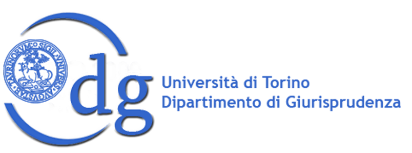 dg
Università di Torino
Dipartimento di Giurisprudenza